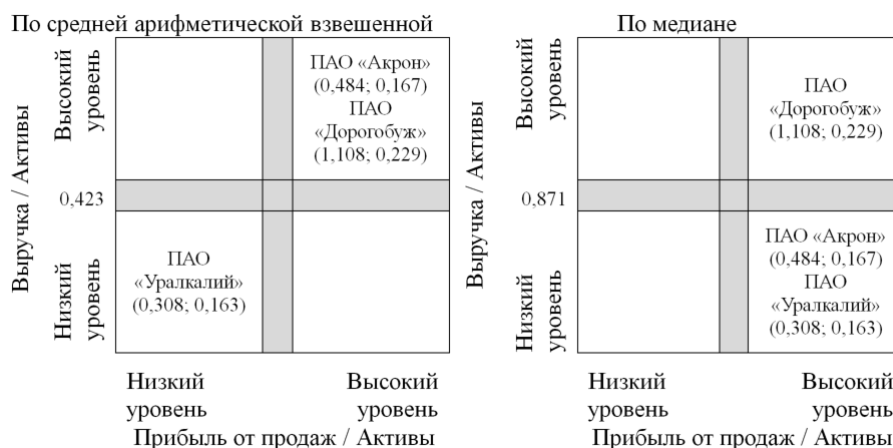 По средней арифметической взвешенной
Выручка / Активы
Высокий
уровень
0,423
Низкий
уровень
ПАО «Акрон»
(0,484; 0,167)
ПАО
«Дорогобуж»
(1,108; 0,229)
ПАО
«Уралкалий»
(0,308; 0,163)
Низкий
уровень
Высокий
уровень
Прибыль от продаж / Активы
По медиане
Выручка / Активы
Высокий
уровень
0,871
Низкий
уровень
ПАО
«Дорогобуж»
(1,108; 0,229)
ПАО «Акрон»
(0,484; 0,167)
ПАО
«Уралкалий»
(0,308; 0,163)
Низкий
уровень
Высокий
уровень
Прибыль от продаж / Активы